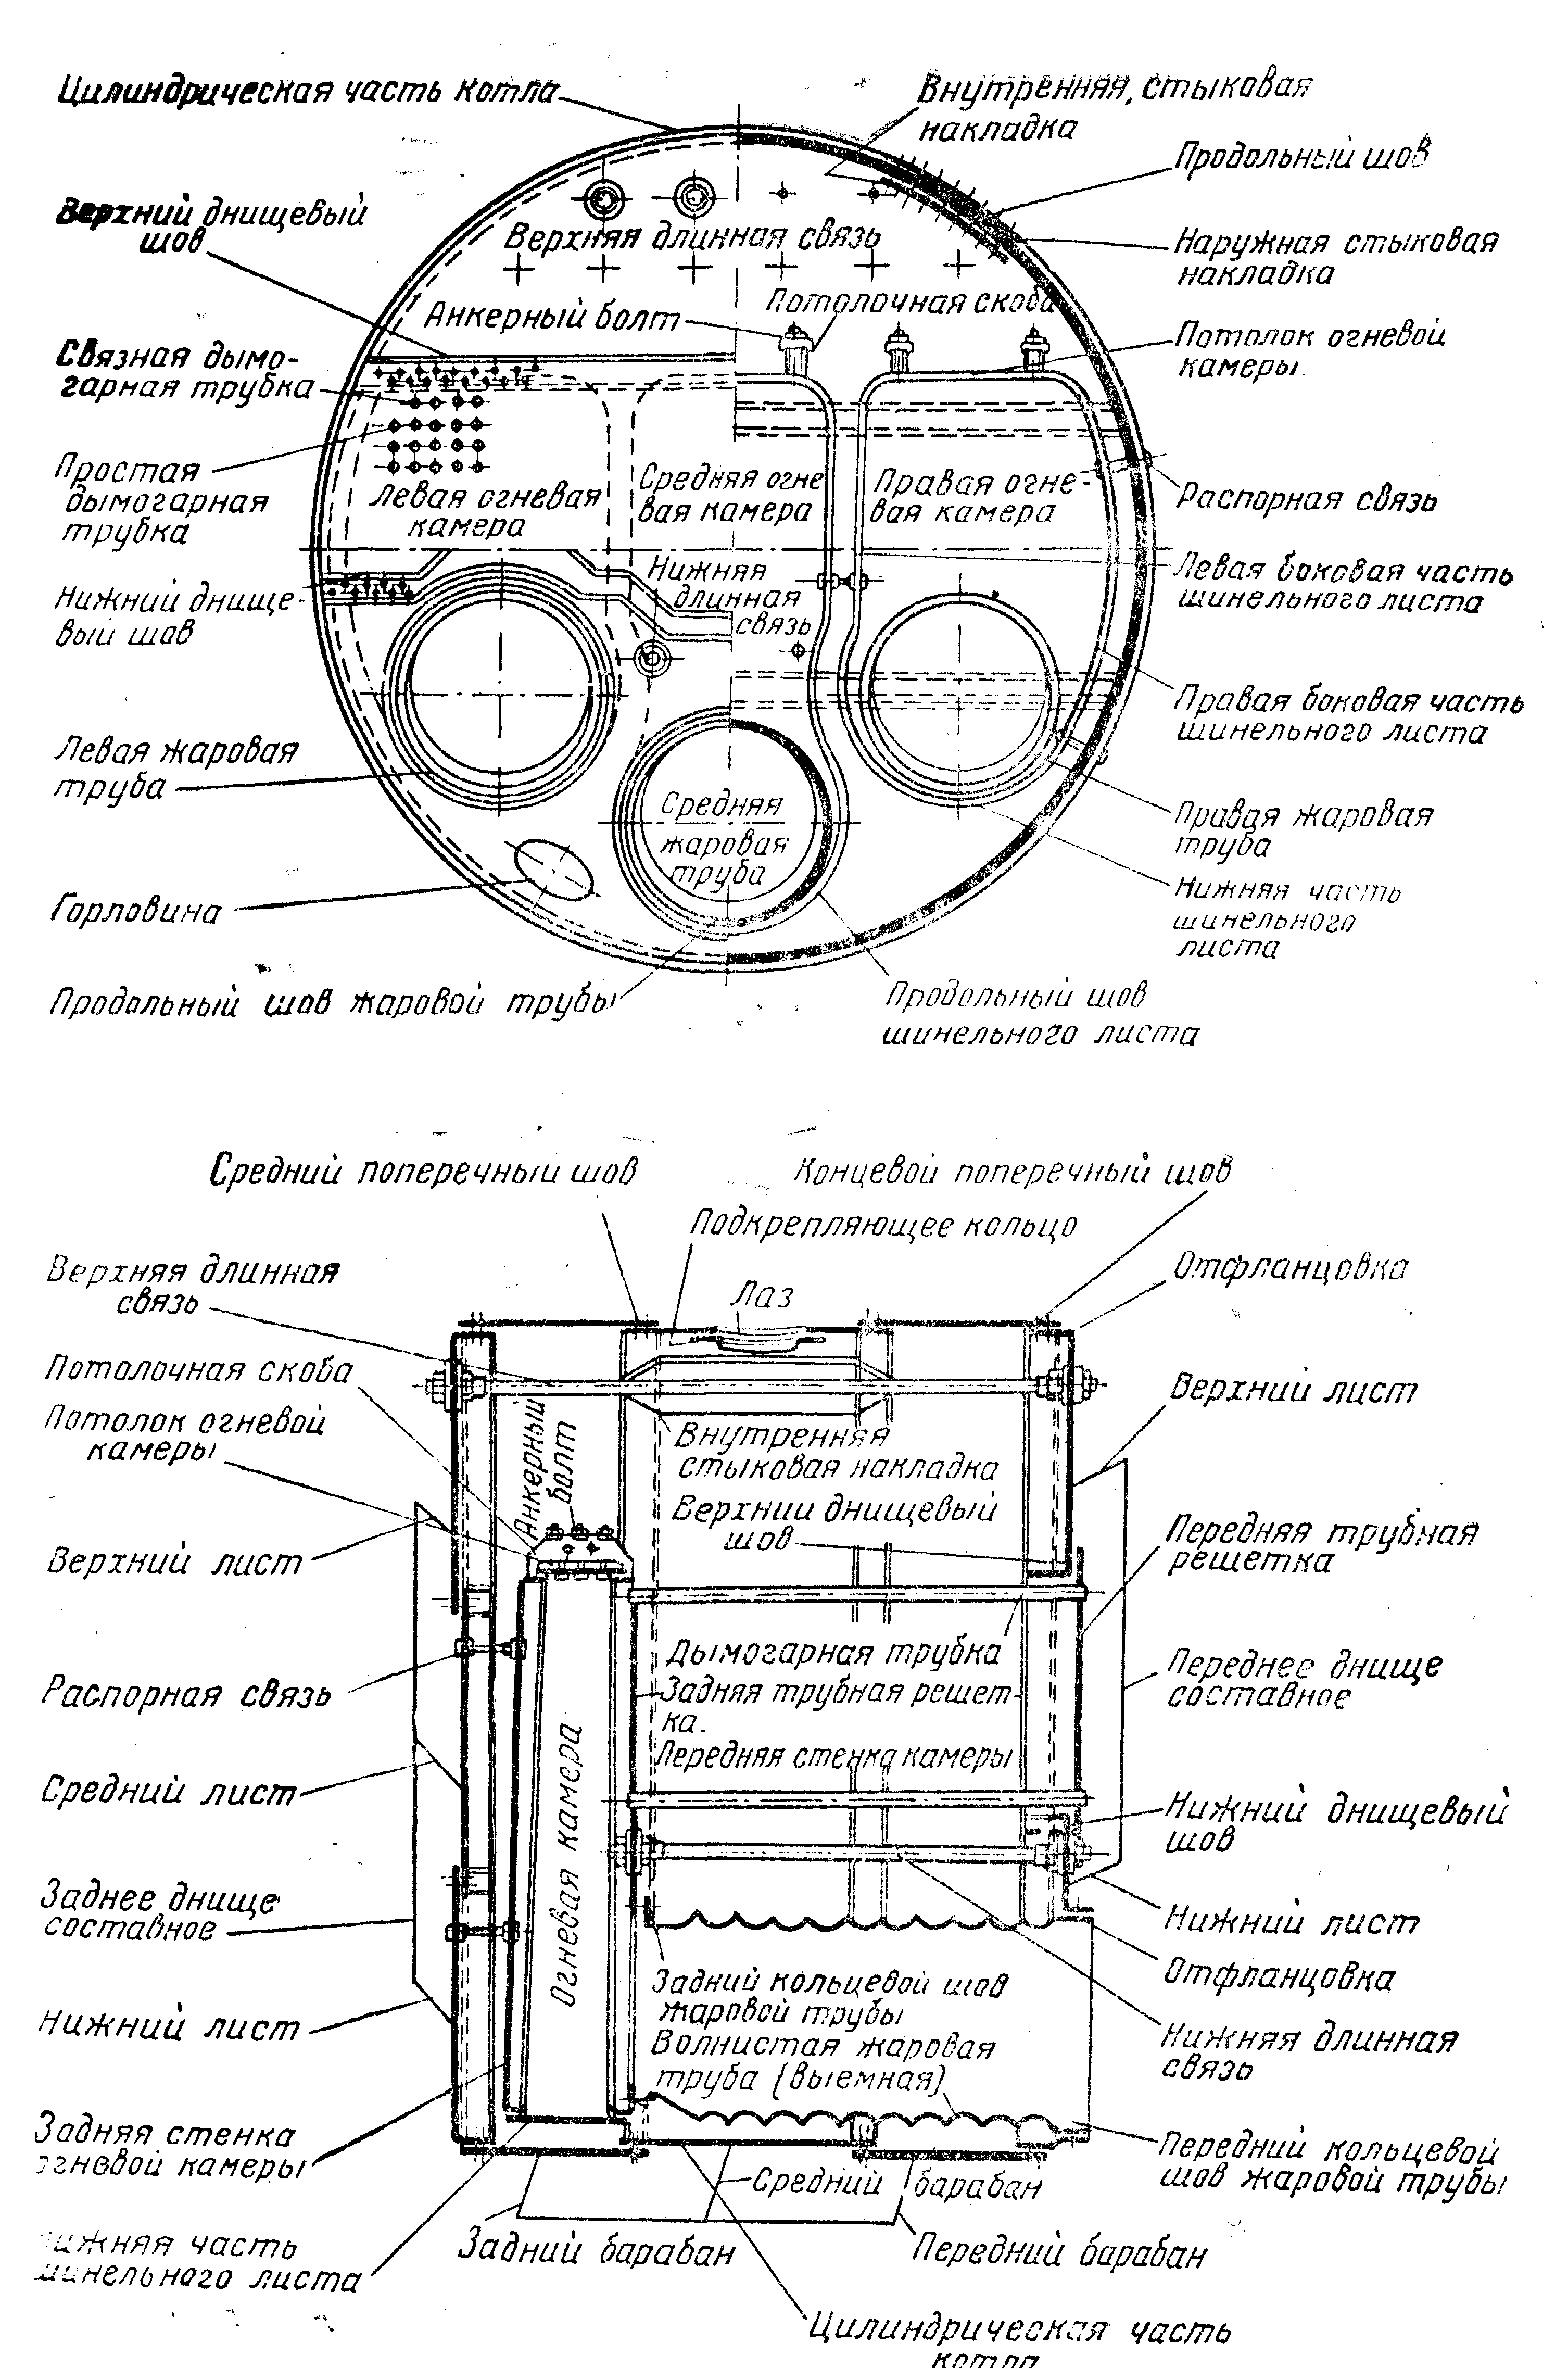 Цилиндрическая часть котла
Внутренняя, стыковая
накладка
Продольный шов
Верхний днищевый
шов
Верхняя длинная связь
Наружная стыковая
накладка
Анкерный болт
Потолочная скоба
Потолок огневой
камеры
Связная дымо-
гарная трубка
Простая
дымогарная
трубка
Левая огневая
камера
Средняя огне
вая камера
Правая огне-
вая камера
Распорная связь
Нижний днище-
вый шов
Нижняя
длинная
связь
Левая боковая часть
шинельного листа
Правая боковая часть
шинельного листа
Левая жаровая
труба
Средняя
жаровая
труба
Правая жаровая
труба
Горловина
Нижняя часть
шинельного
листа
Продольный шов жаровой трубы
Продольный шов
шинельного листа
Средний поперечный шов
Концевой поперечный шов
Подкрепляющее кольцо
Верхняя длинная
связь
Лаз
Отфланцовка
Потолочная скоба
Верхний лист
Потолок огневой
камеры
Анкерный
болт
Внутренняя
стыковая накладка
Верхний днищевый
шов
Верхний лист
Передняя трубная
решетка
Дымогарная трубка
Задняя трубная решет-
ка.
Передняя стенка камеры
Распорная связь
Переднее днище
составное
Огневая камера
Средний лист
Нижний днищевый
шов
Заднее днище
составное
Нижний лист
Отфланцовка
Задний кольцевой шов
жаровой трубы
Волнистая жаровая
труба (выемная)
Нижний лист
Нижняя длинная
связь
Задняя стенка
огневой камеры
Передний кольцевой
шов жаровой трубы
Средний барабан
Нижняя часть
шинельного листа
Задний барабан
Передний барабан
Цилиндрическая часть
котла